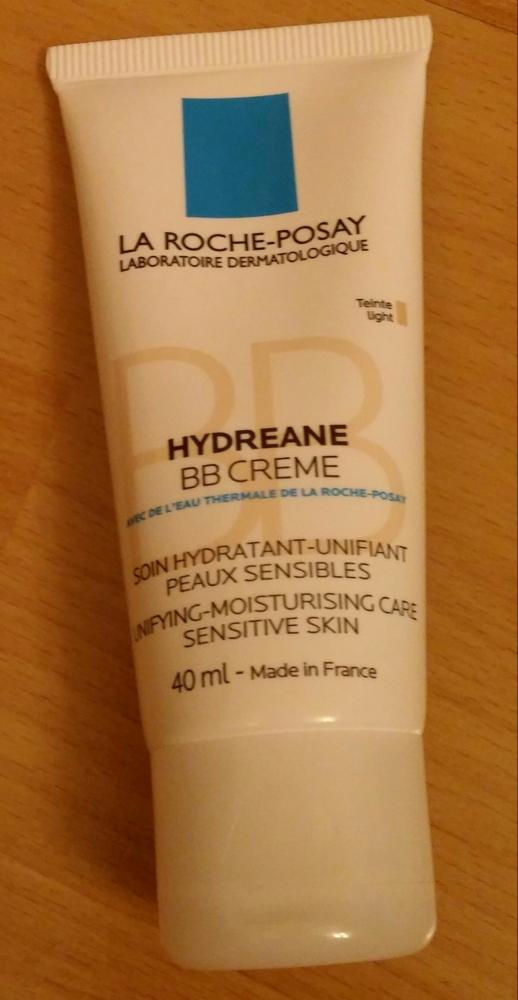 LA ROCHE-POSAY
LABORATOIRE DERMATOLOGIQUE
Teinte
light
BB
HYDREANE
BB CREME
AVEC DE L'EAU THERMALE DE LA ROCHE-POSAY
SOIN HYDRATANT-UNIFIANT
PEAUX SENSIBLES
UNIFYING-MOISTURISING CARE
SENSITIVE SKIN
40 ml - Made in France